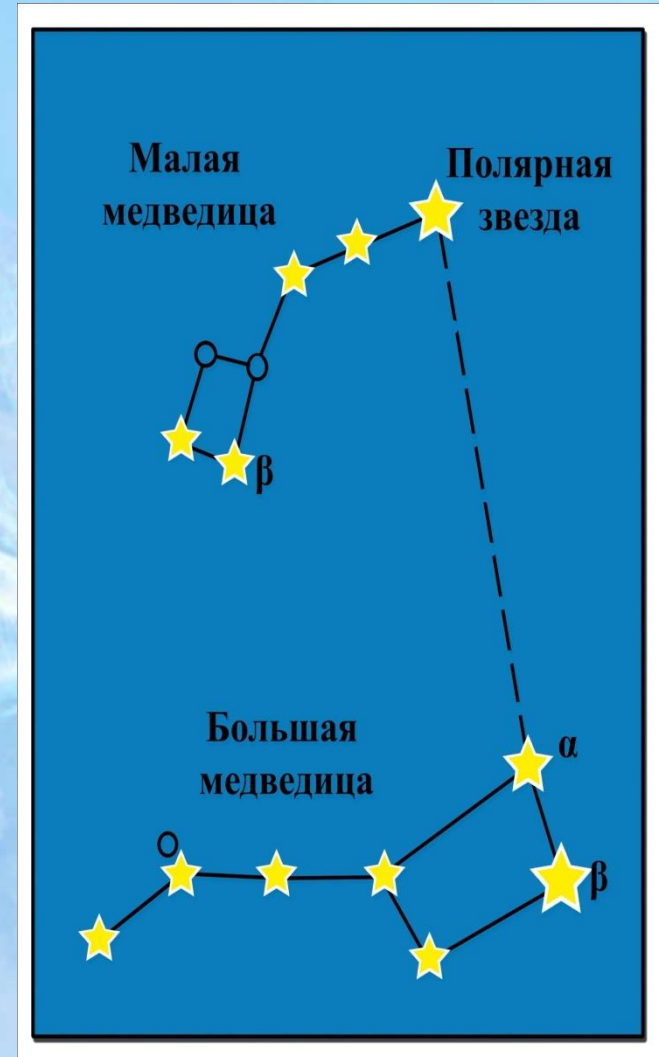 Малая
медведица
Полярная
звезда
β
Большая
медведица
α
β